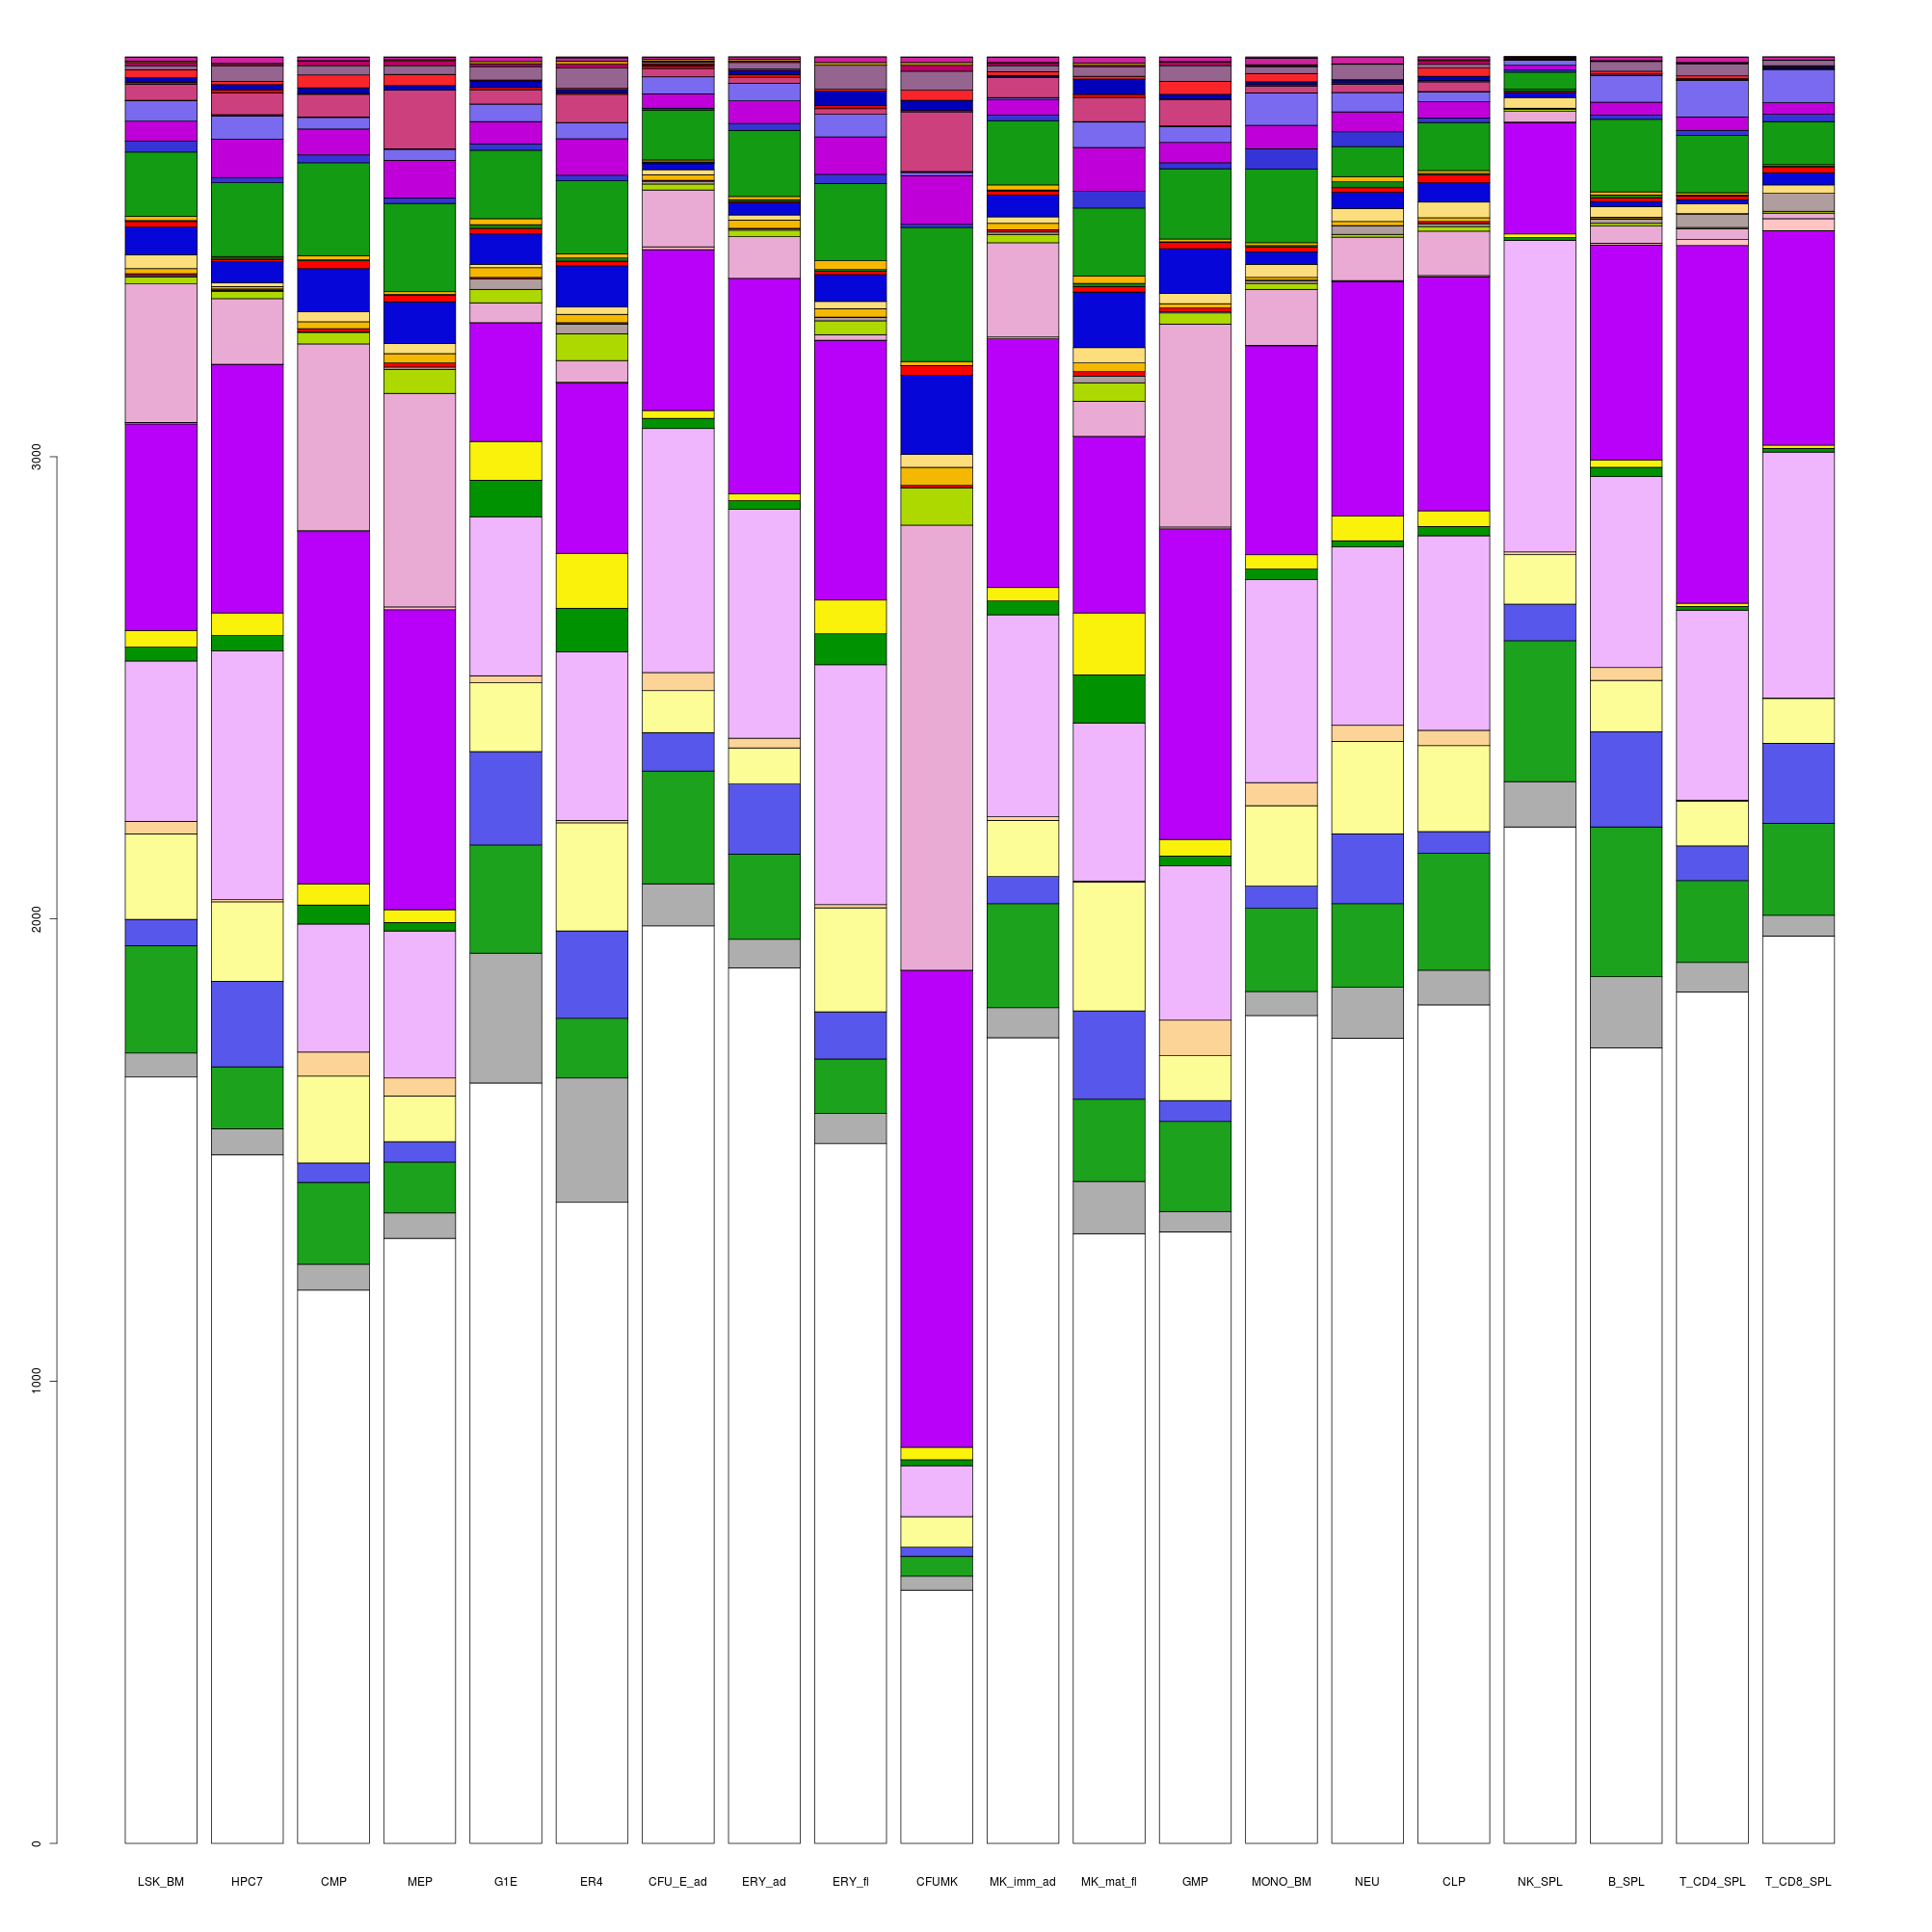 3000
2000
1000
0
LSK_BM HPC7 CMP MEP G1E ER4 CFU_E_ad ERY_ad ERY_fl CFUMK MK_imm_ad MK_mat_fl GMP MONO_BM NEU CLP NK_SPL B_SPL T_CD4_SPL T_CD8_SPL